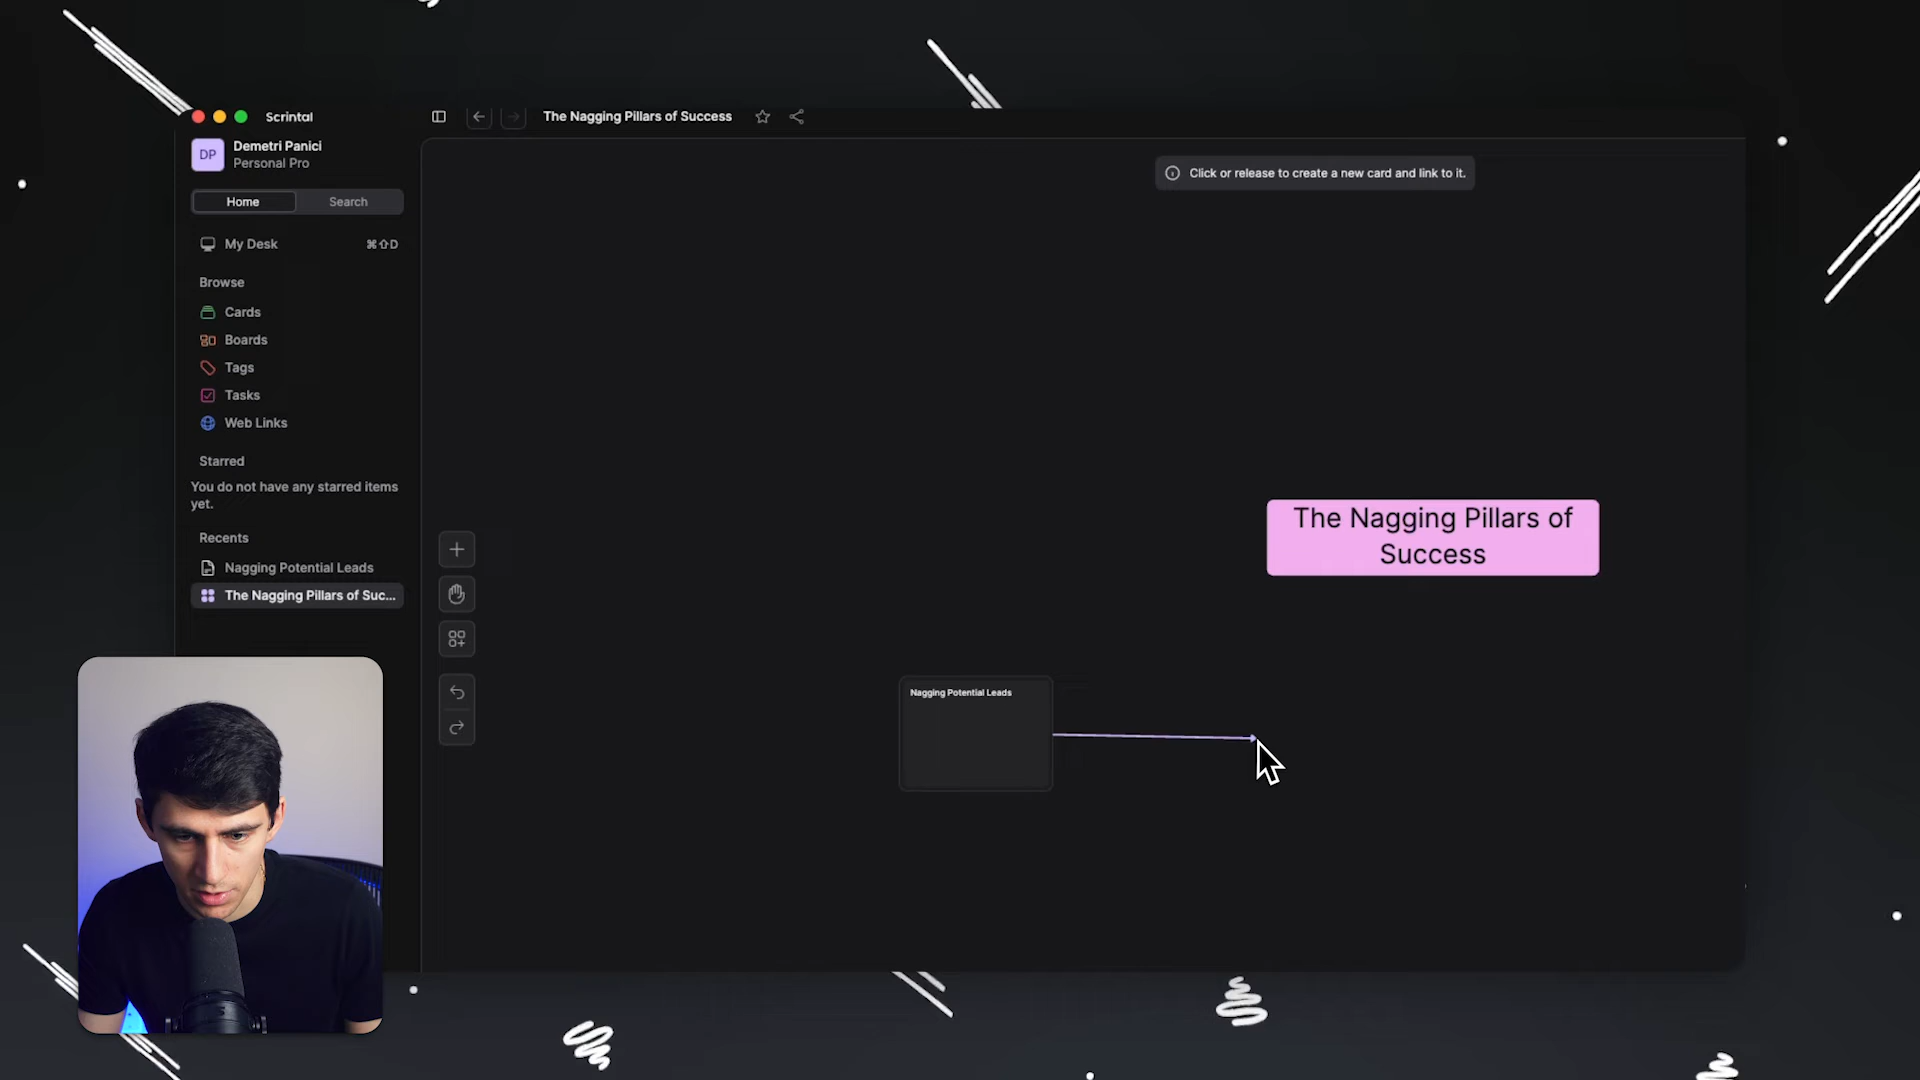 Scrintal
The Nagging Pillars of Success
DP
Demetri Panici
Personal Pro
Click or release to create a new card and link to it.
Home
Search
My Desk
⌘⇧D
Browse
Cards
Boards
Tags
Tasks
Web Links
Starred
You do not have any starred items
yet.
Recents
Nagging Potential Leads
The Nagging Pillars of Suc...
The Nagging Pillars of
Success
Nagging Potential Leads